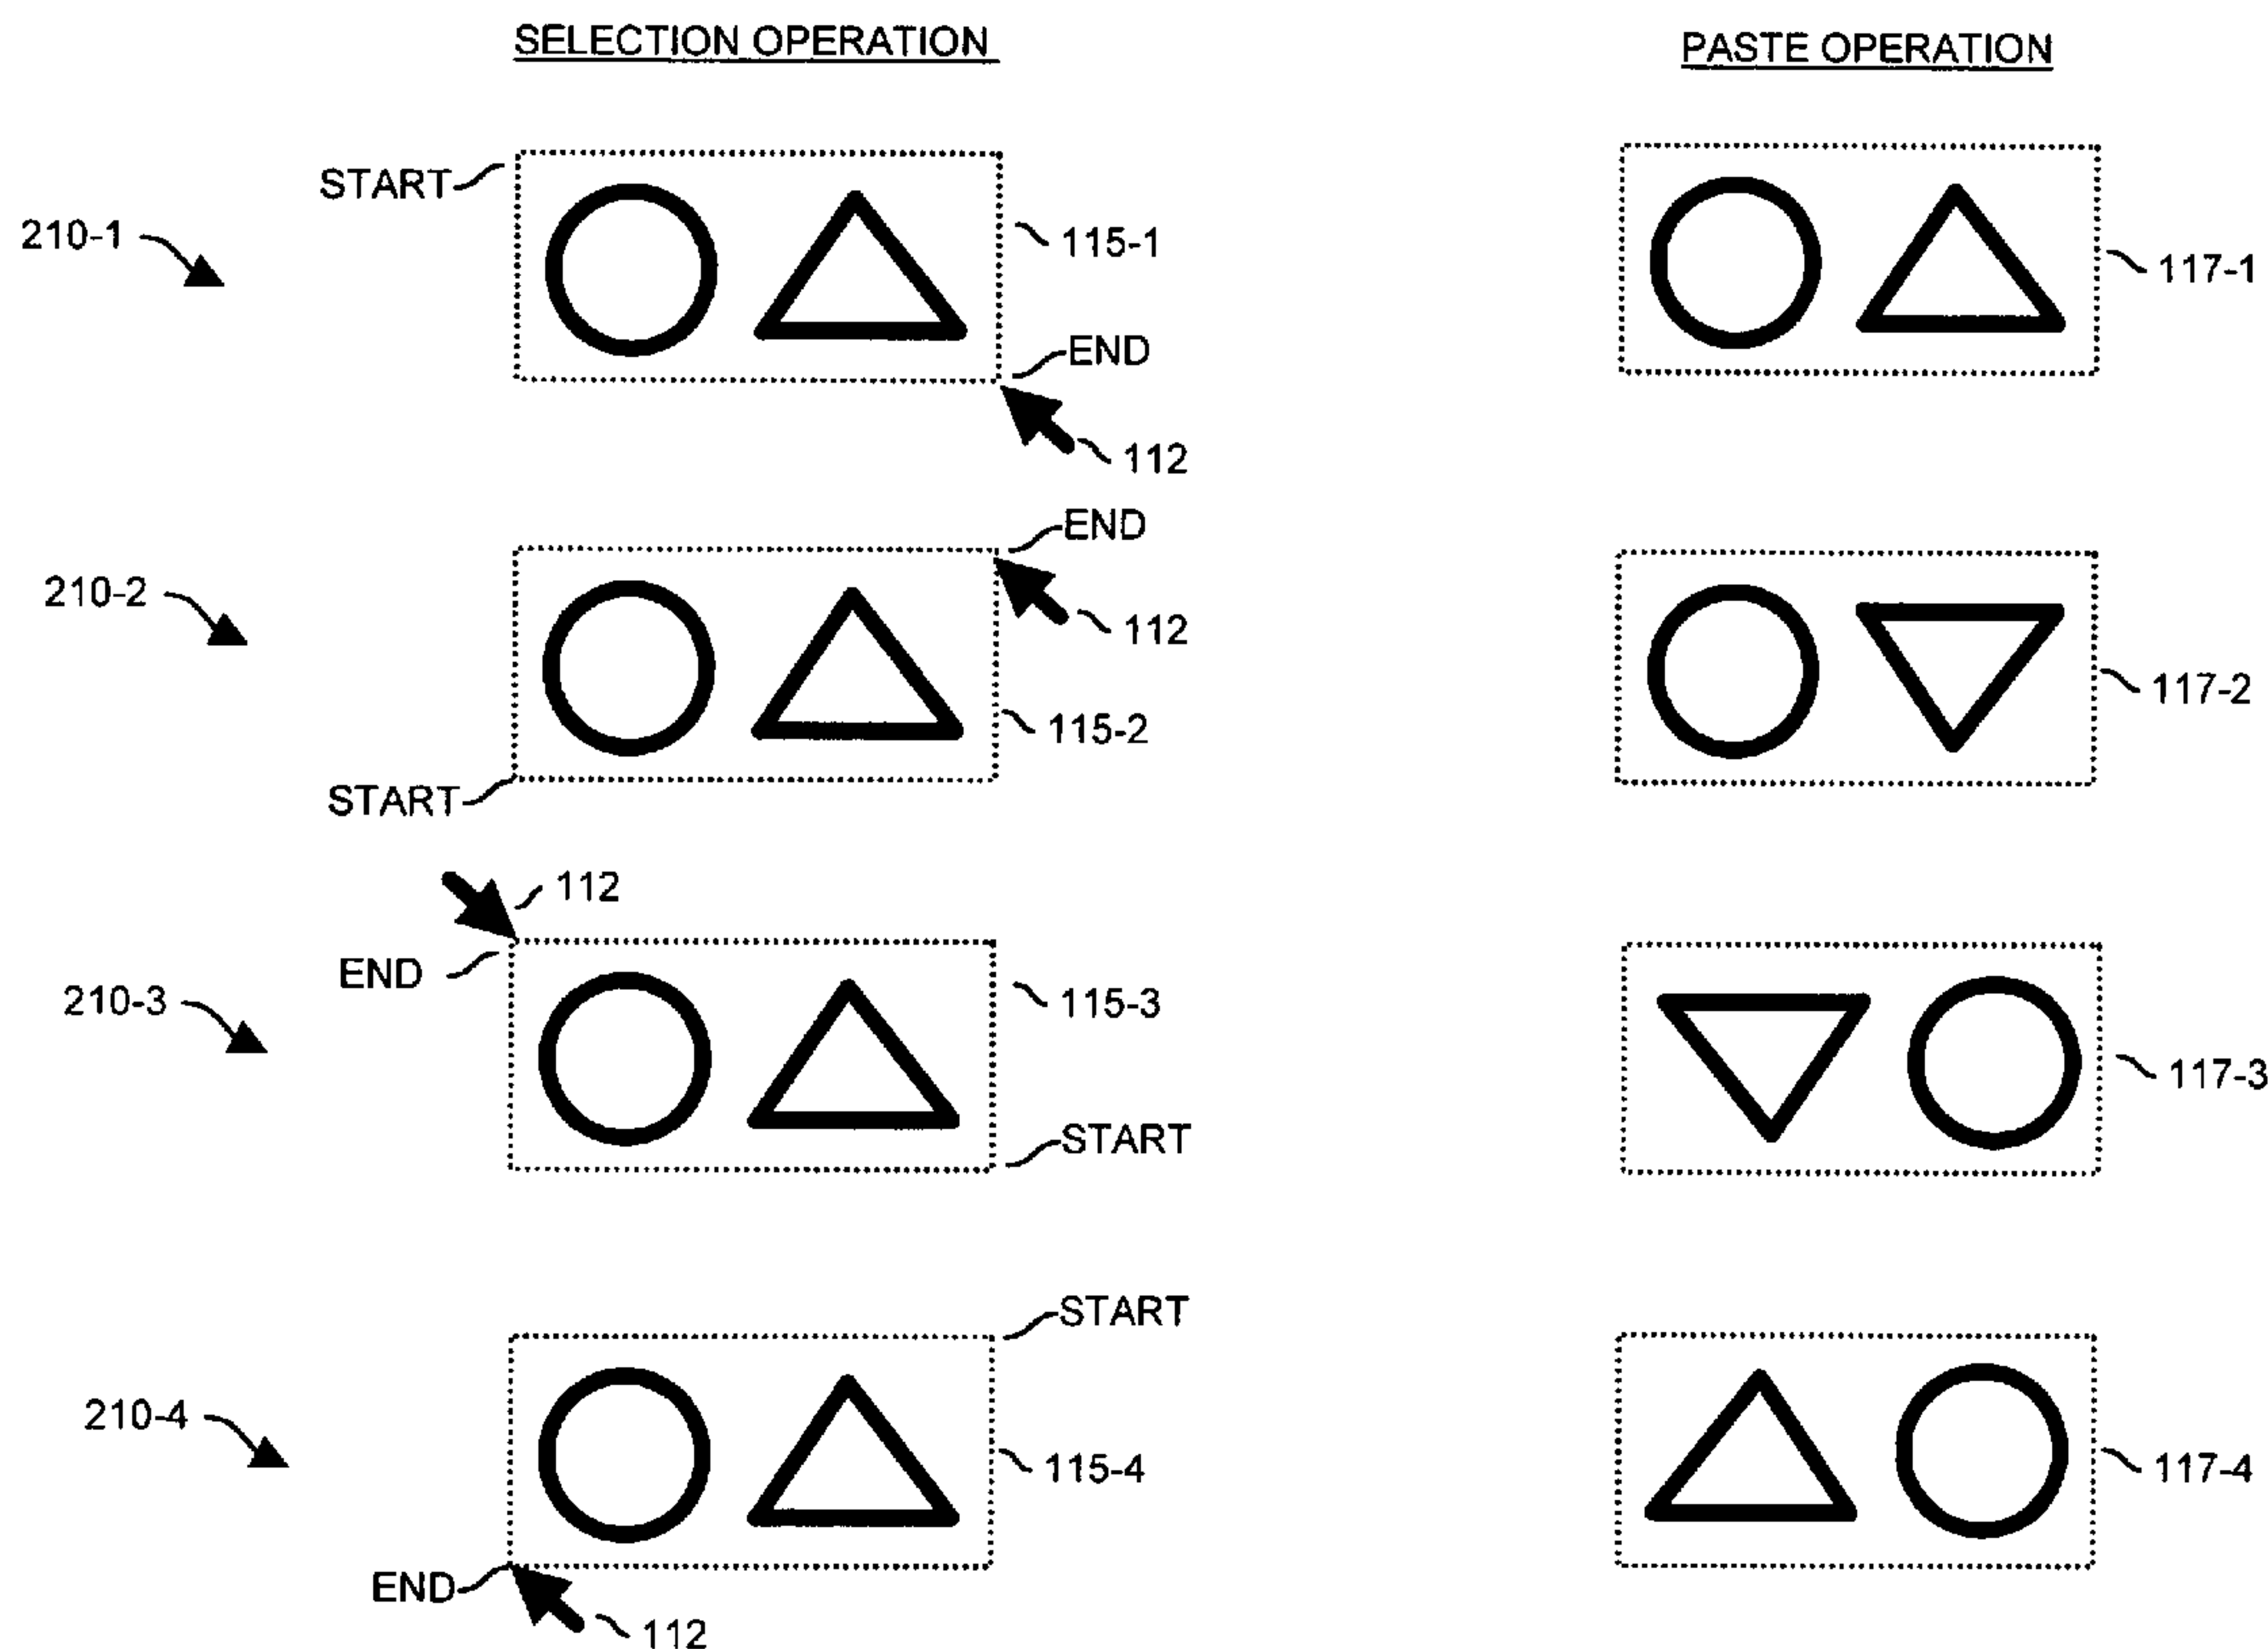 SELECTION OPERATION
PASTE OPERATION
START
210-1
115-1
END
112
117-1
END
210-2
112
115-2
START
117-2
112
END
210-3
115-3
START
117-3
START
210-4
115-4
END
112
117-4